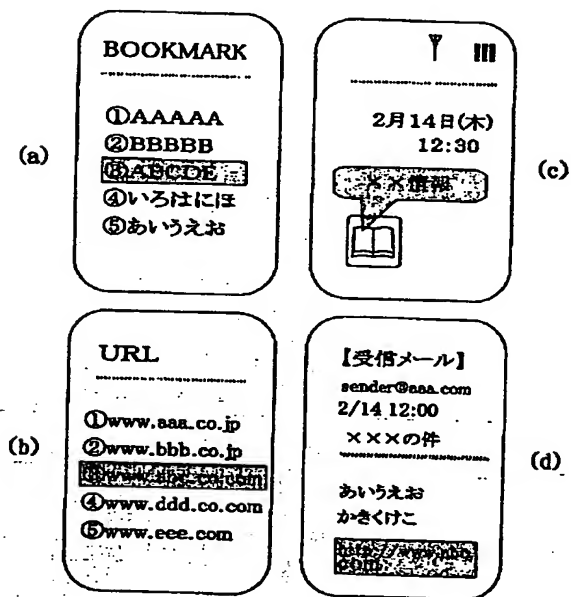 (a)
BOOKMARK
①AAAAA
②BBBBB
③ABCDE
④いろはにほ
⑤あいうえお
(c)
2月14日(木)
12:30
××情報
(b)
URL
①www.aaa.co.jp
②www.bbb.co.jp
④www.ddd.co.com
⑤www.eee.com
(d)
【受信メール】
sender@aaa.com
2/14 12:00
×××の件
あいうえお
かきくけこ
com